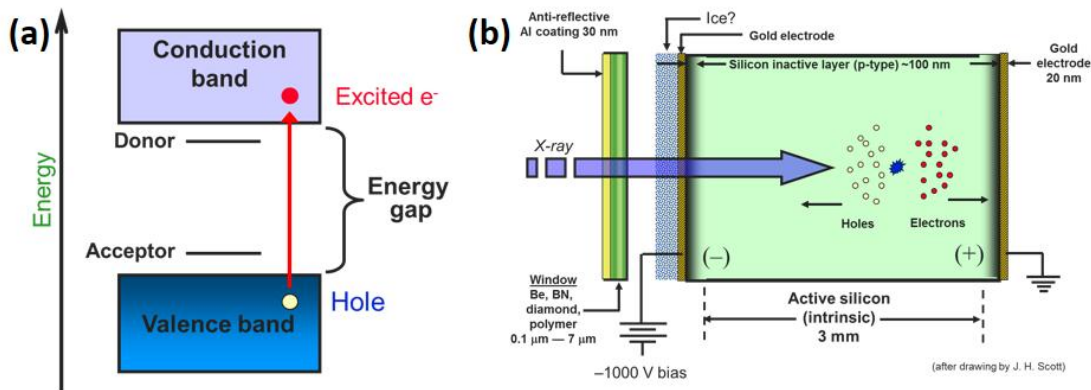 (a)
Energy
Conduction
band
Excited e-
Donor
Energy
gap
Acceptor
Hole
Valence band
(b)
Anti-reflective
Al coating 30 nm
Ice?
Gold electrode
Silicon inactive layer (p-type) ~100 nm
Gold
electrode
20 nm
X-ray
Holes
Electrons
(–)
(+)
Window
Be, BN,
diamond,
polymer
0.1 μm — 7 μm
Active silicon
(intrinsic)
3 mm
–1000 V bias
(after drawing by J. H. Scott)